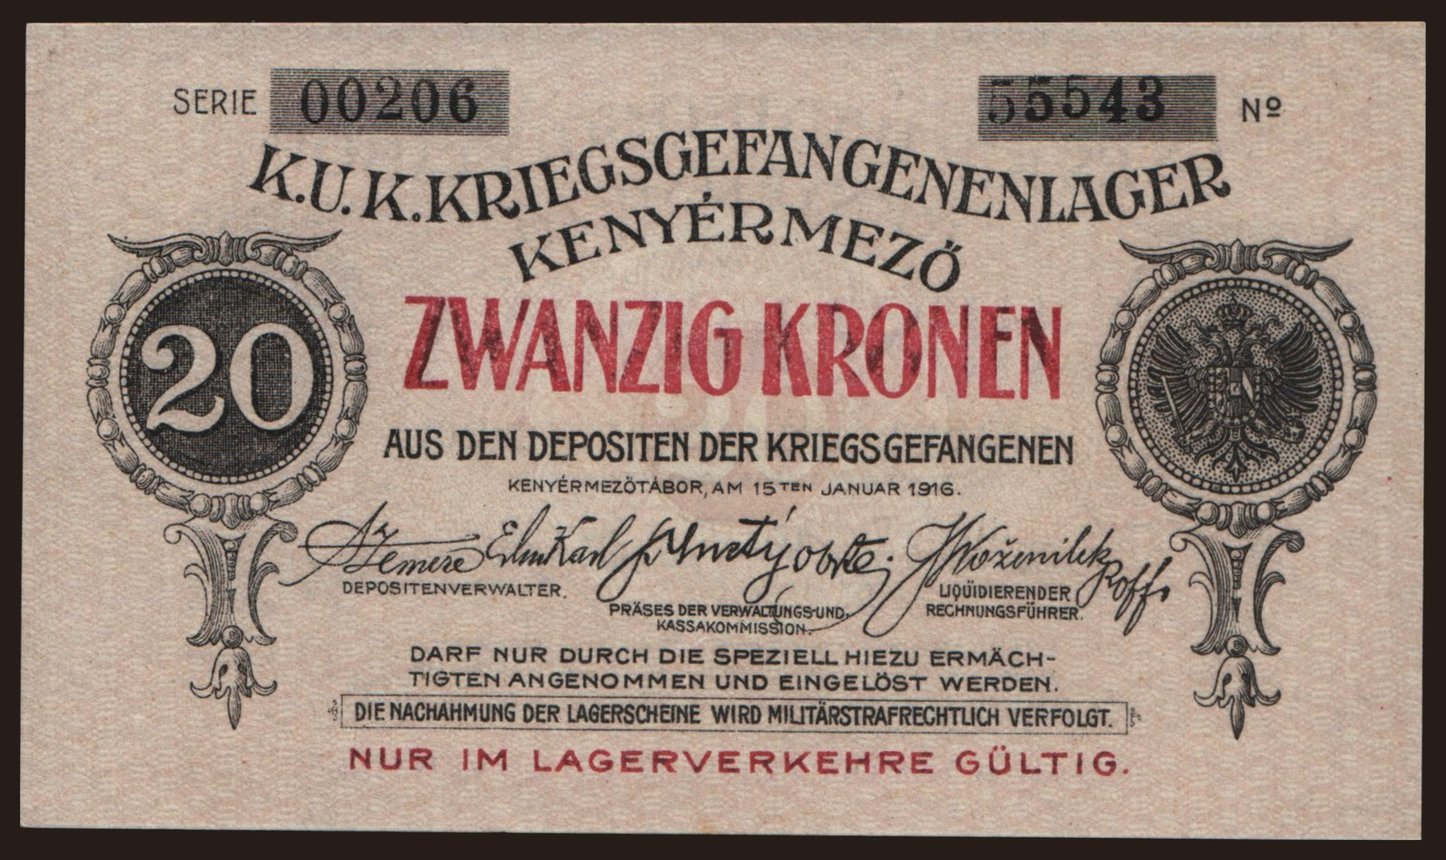 SERIE 00206
55543 Nº
K.U.K.KRIEGSGEFANGENENLAGER
KENYÉRMEZŐ
20
ZWANZIG KRONEN
AUS DEN DEPOSITEN DER KRIEGSGEFANGENEN
KENYÉRMEZŐTÁBOR, AM 15TEN JANUAR 1916.
Szemere
DEPOSITENVERWALTER.
PRÄSES DER VERWALTUNGS-UND,
KASSAKOMMISSION.
LIQÜIDIERENDER
RECHNUNGSFÜHRER.
DARF NUR DURCH DIE SPEZIELL HIEZU ERMÄCH-
TIGTEN ANGENOMMEN UND EINGELÖST WERDEN.
DIE NACHAHMUNG DER LAGERSCHEINE WIRD MILITÄRSTRAFRECHTLICH VERFOLGT.
NUR IM LAGERVERKEHRE GÜLTIG.